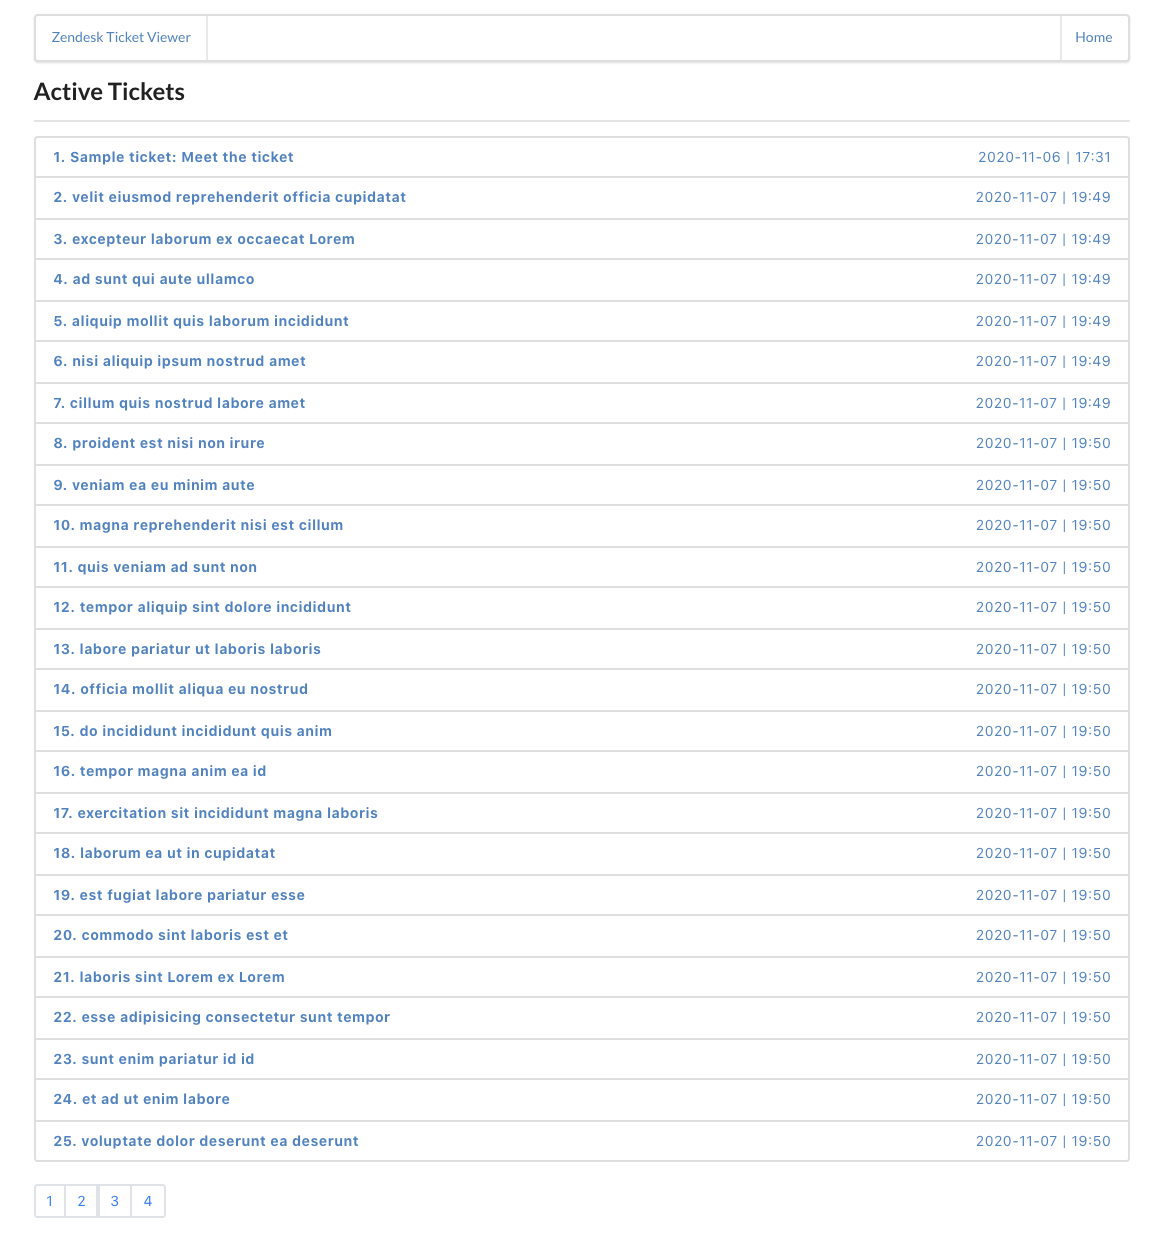 Zendesk Ticket Viewer Home
Active Tickets
1. Sample ticket: Meet the ticket 2020-11-06 | 17:31
2. velit eiusmod reprehenderit officia cupidatat 2020-11-07 | 19:49
3. excepteur laborum ex occaecat Lorem 2020-11-07 | 19:49
4. ad sunt qui aute ullamco 2020-11-07 | 19:49
5. aliquip mollit quis laborum incididunt 2020-11-07 | 19:49
6. nisi aliquip ipsum nostrud amet 2020-11-07 | 19:49
7. cillum quis nostrud labore amet 2020-11-07 | 19:49
8. proident est nisi non irure 2020-11-07 | 19:50
9. veniam ea eu minim aute 2020-11-07 | 19:50
10. magna reprehenderit nisi est cillum 2020-11-07 | 19:50
11. quis veniam ad sunt non 2020-11-07 | 19:50
12. tempor aliquip sint dolore incididunt 2020-11-07 | 19:50
13. labore pariatur ut laboris laboris 2020-11-07 | 19:50
14. officia mollit aliqua eu nostrud 2020-11-07 | 19:50
15. do incididunt incididunt quis anim 2020-11-07 | 19:50
16. tempor magna anim ea id 2020-11-07 | 19:50
17. exercitation sit incididunt magna laboris 2020-11-07 | 19:50
18. laborum ea ut in cupidatat 2020-11-07 | 19:50
19. est fugiat labore pariatur esse 2020-11-07 | 19:50
20. commodo sint laboris est et 2020-11-07 | 19:50
21. laboris sint Lorem ex Lorem 2020-11-07 | 19:50
22. esse adipisicing consectetur sunt tempor 2020-11-07 | 19:50
23. sunt enim pariatur id id 2020-11-07 | 19:50
24. et ad ut enim labore 2020-11-07 | 19:50
25. voluptate dolor deserunt ea deserunt 2020-11-07 | 19:50
1 2 3 4